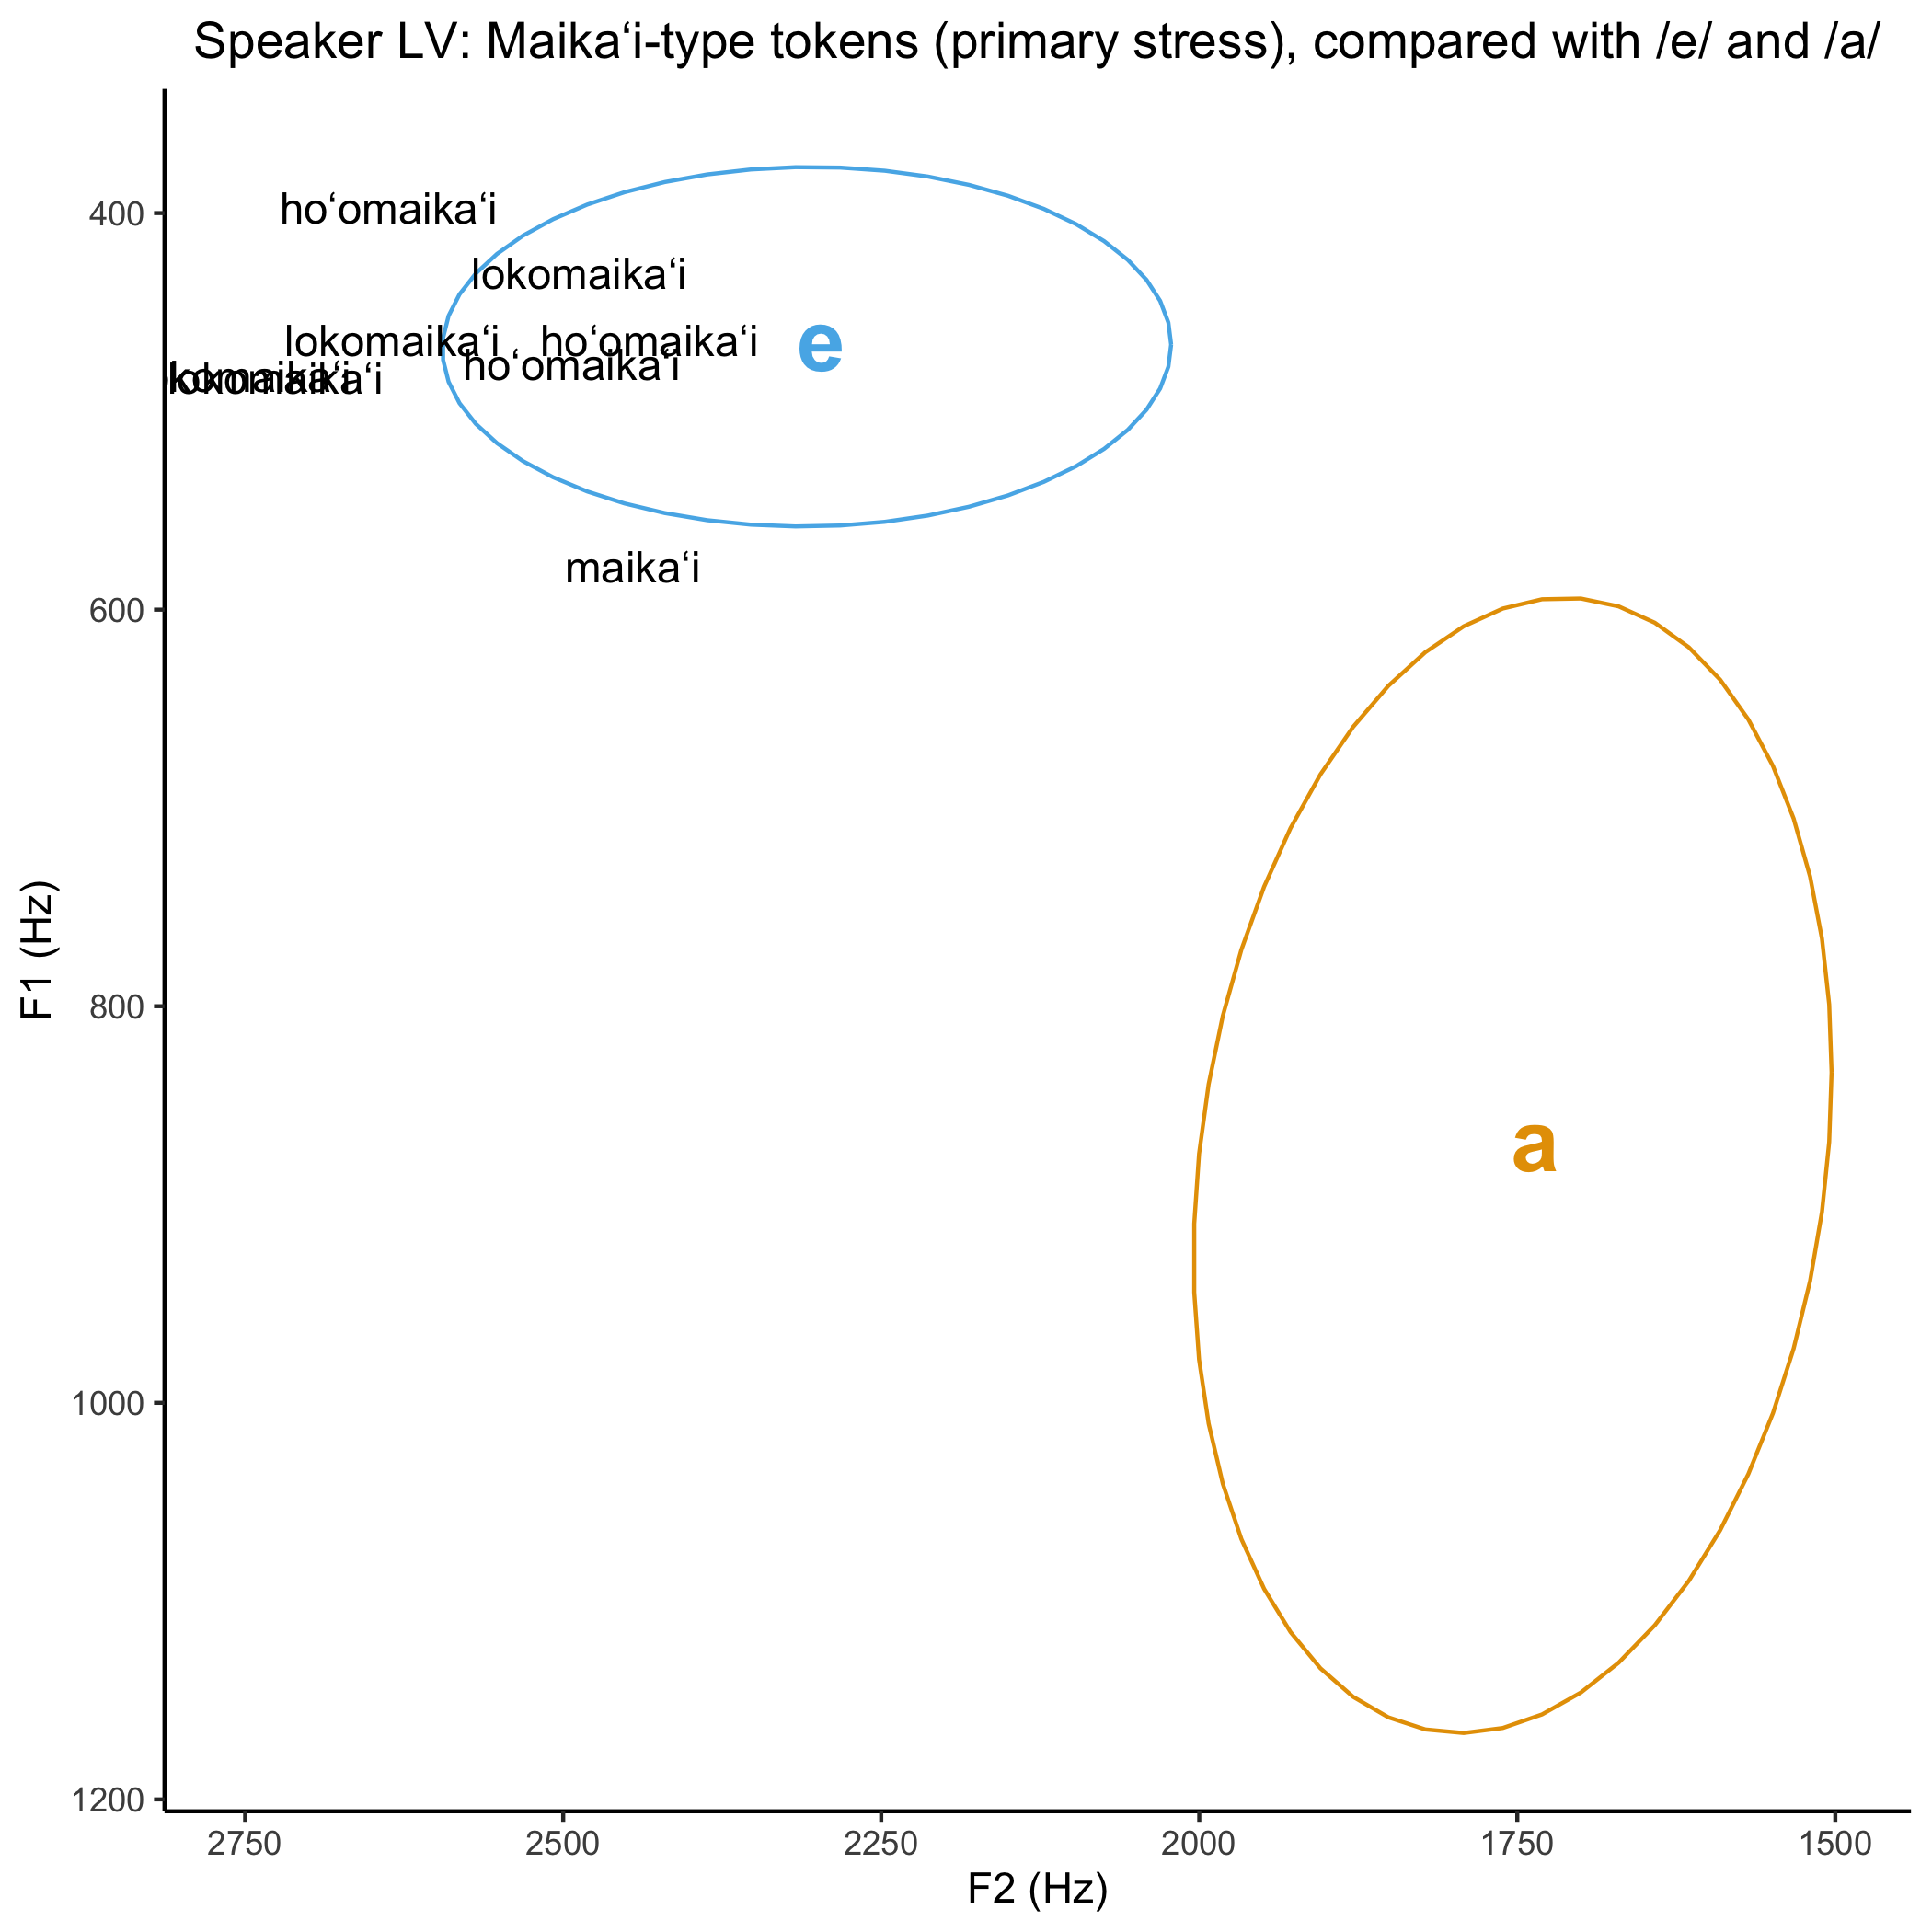 Speaker LV: Maikaʻi-type tokens (primary stress), compared with /e/ and /a/
hoʻomaikaʻi
400
lokomaikaʻi
e
lokomaikaʻi hoʻomaikaʻi
hoʻomaikaʻi
lokomaikaʻi
maikaʻi
600
F1 (Hz)
800
a
1000
1200
2750 2500 2250 2000 1750 1500
F2 (Hz)